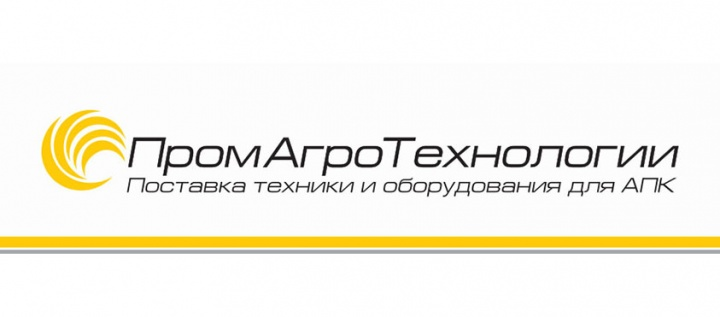 ПромАгроТехнологии
Поставка техники и оборудования для АПК